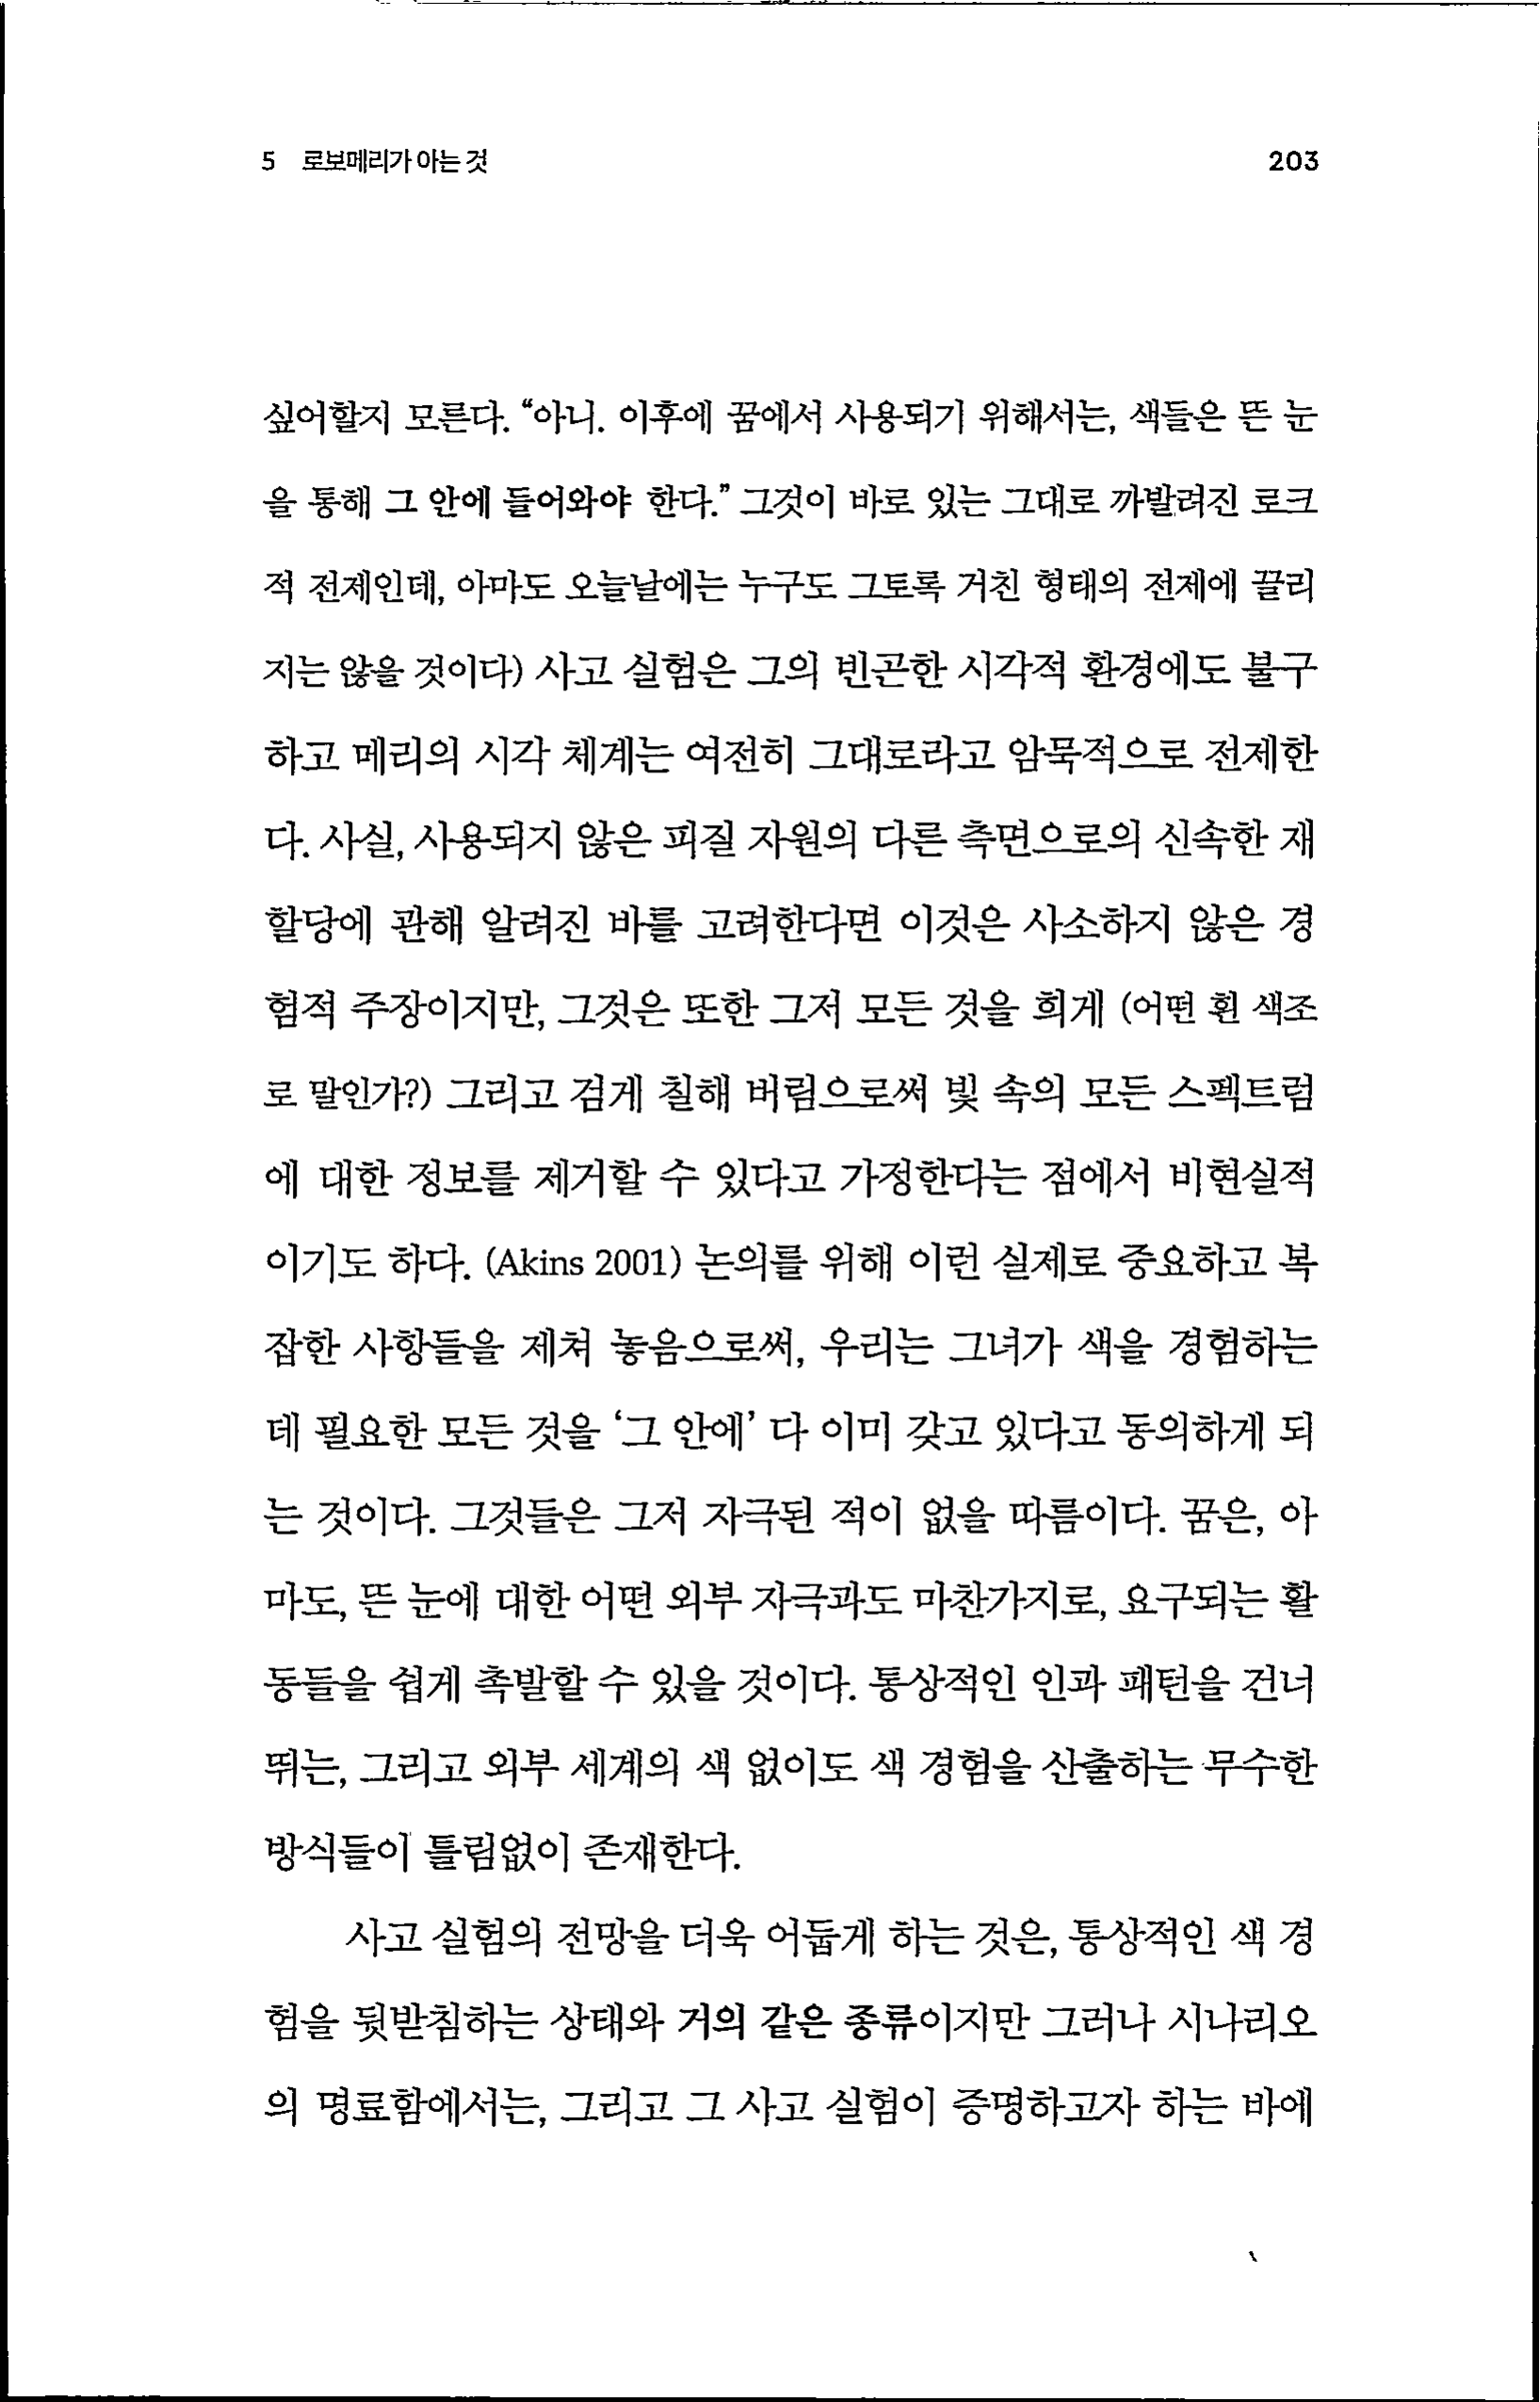 5 로보메리가 아는 것 203
싶어할지 모른다. “아니. 이후에 꿈에서 사용되기 위해서는, 색들은 뜬 눈
을 통해 그 안에 들어와야 한다.” 그것이 바로 있는 그대로 까발려진 로크
적 전제인데, 아마도 오늘날에는 누구도 그토록 거친 형태의 전제에 끌리
지는 않을 것이다) 사고 실험은 그의 빈곤한 시각적 환경에도 불구
하고 메리의 시각 체계는 여전히 그대로라고 암묵적으로 전제한
다. 사실, 사용되지 않은 피질 자원의 다른 측면으로의 신속한 재
할당에 관해 알려진 바를 고려한다면 이것은 사소하지 않은 경
험적 주장이지만, 그것은 또한 그저 모든 것을 희게 (어떤 흰 색조
로 말인가?) 그리고 검게 칠해 버림으로써 빛 속의 모든 스펙트럼
에 대한 정보를 제거할 수 있다고 가정한다는 점에서 비현실적
이기도 하다. (Akins 2001) 논의를 위해 이런 실제로 중요하고 복
잡한 사항들을 제쳐 놓음으로써, 우리는 그녀가 색을 경험하는
데 필요한 모든 것을 ‘그 안에’ 다 이미 갖고 있다고 동의하게 되
는 것이다. 그것들은 그저 자극된 적이 없을 따름이다. 꿈은, 아
마도, 뜬 눈에 대한 어떤 외부 자극과도 마찬가지로, 요구되는 활
동들을 쉽게 촉발할 수 있을 것이다. 통상적인 인과 패턴을 건너
뛰는, 그리고 외부 세계의 색 없이도 색 경험을 산출하는 무수한
방식들이 틀림없이 존재한다.
사고 실험의 전망을 더욱 어둡게 하는 것은, 통상적인 색 경
험을 뒷받침하는 상태와 거의 같은 종류이지만 그러나 시나리오
의 명료함에서는, 그리고 그 사고 실험이 증명하고자 하는 바에